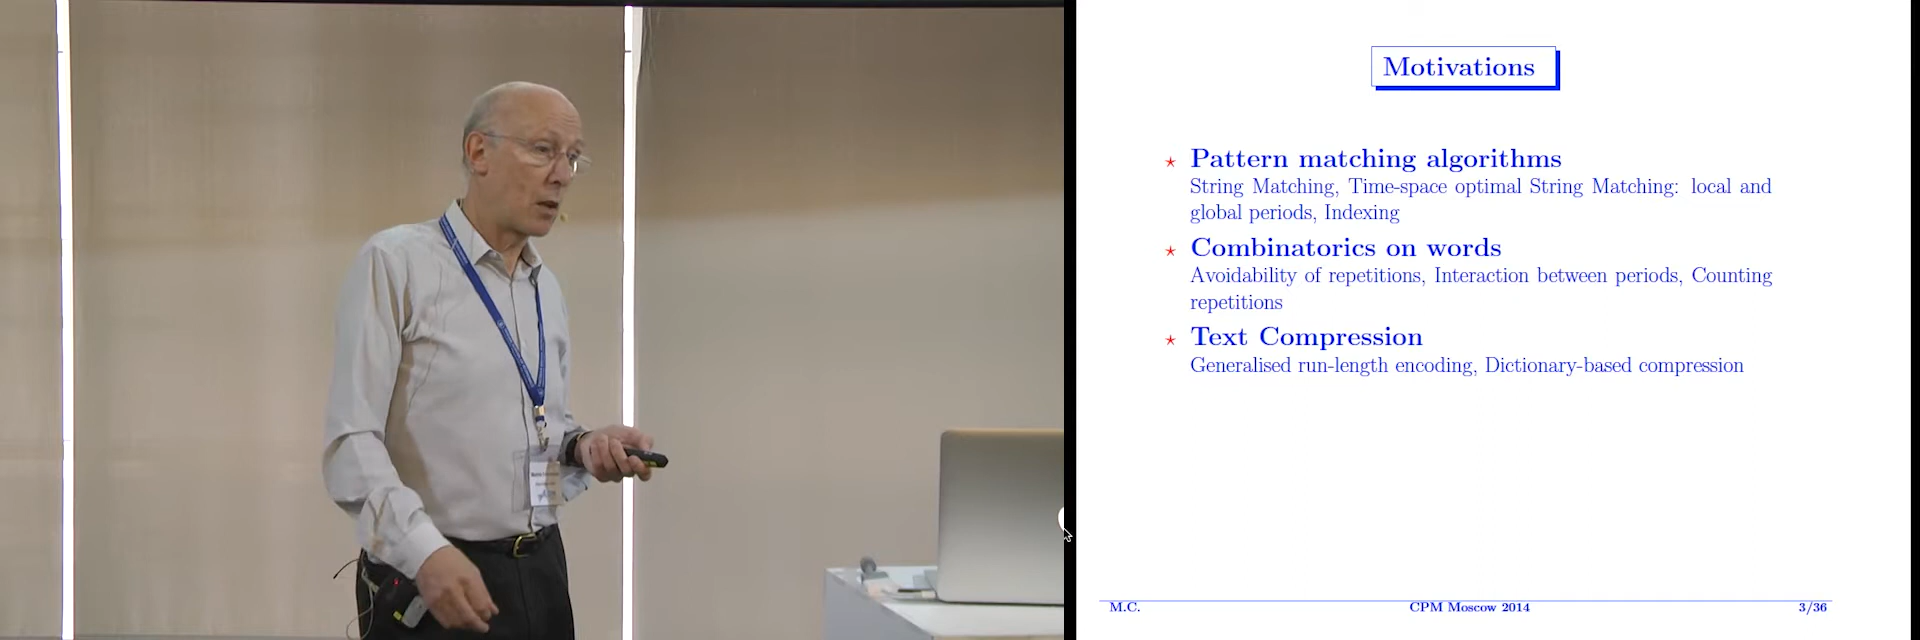 Motivations
⋆ Pattern matching algorithms
String Matching, Time-space optimal String Matching: local and
global periods, Indexing
⋆ Combinatorics on words
Avoidability of repetitions, Interaction between periods, Counting
repetitions
⋆ Text Compression
Generalised run-length encoding, Dictionary-based compression
M.C. CPM Moscow 2014 3/36